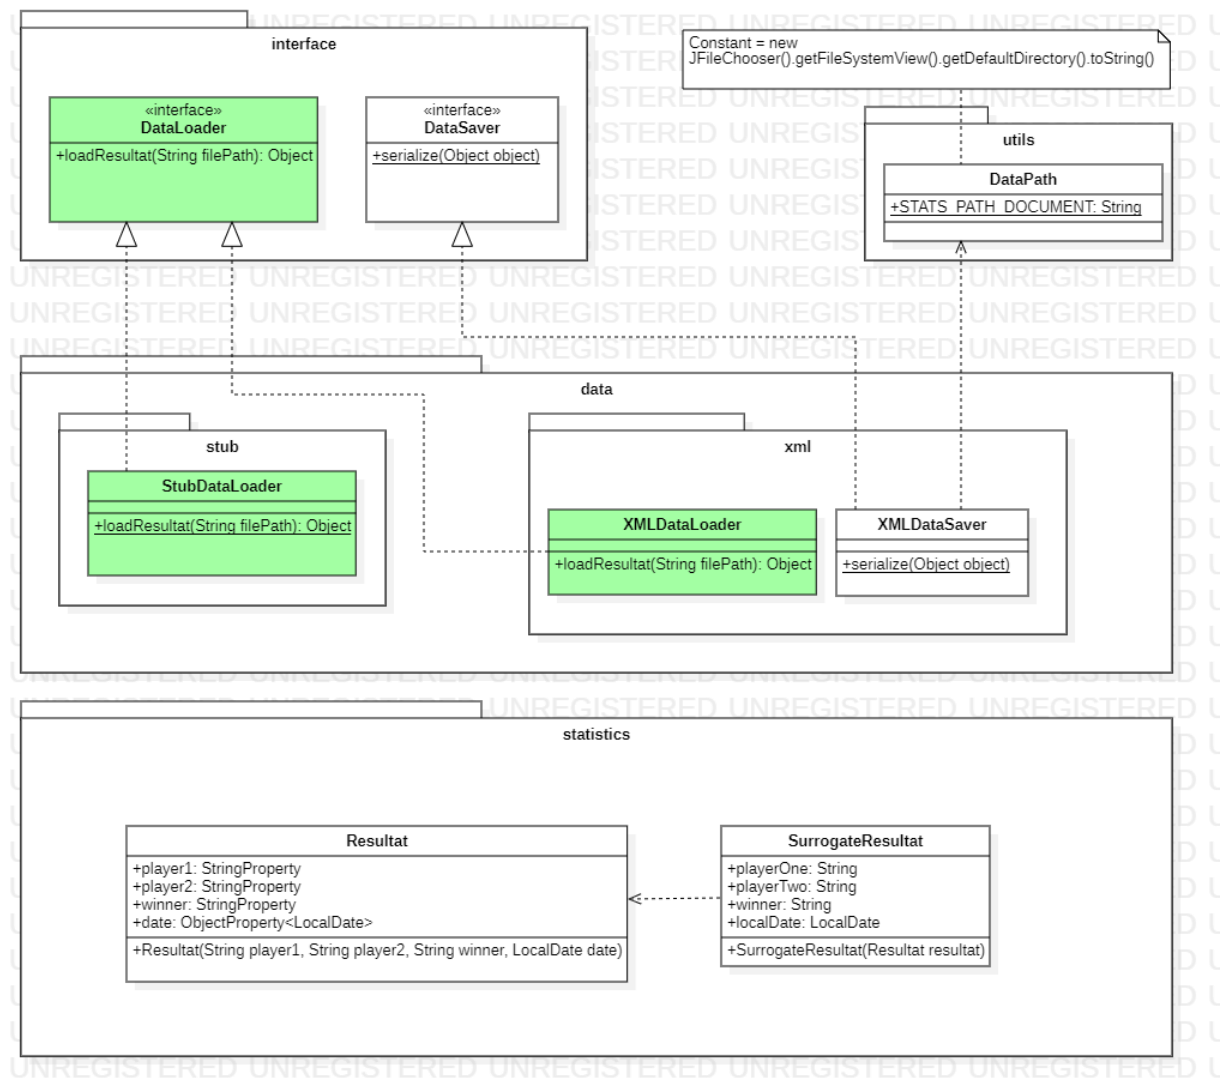 interface
«interface»
DataLoader
+loadResultat(String filePath): Object
«interface»
DataSaver
+serialize(Object object)
Constant = new
JFileChooser().getFileSystemView().getDefaultDirectory().toString()
utils
DataPath
+STATS_PATH_DOCUMENT: String
data
stub
StubDataLoader
+loadResultat(String filePath): Object
xml
XMLDataLoader
+loadResultat(String filePath): Object
XMLDataSaver
+serialize(Object object)
statistics
Resultat
+player1: StringProperty
+player2: StringProperty
+winner: StringProperty
+date: ObjectProperty<LocalDate>
+Resultat(String player1, String player2, String winner, LocalDate date)
SurrogateResultat
+playerOne: String
+playerTwo: String
+winner: String
+localDate: LocalDate
+SurrogateResultat(Resultat resultat)
UNREGISTERED UNREGISTERED UNREGISTERED UNREGISTERED UNREGISTERED